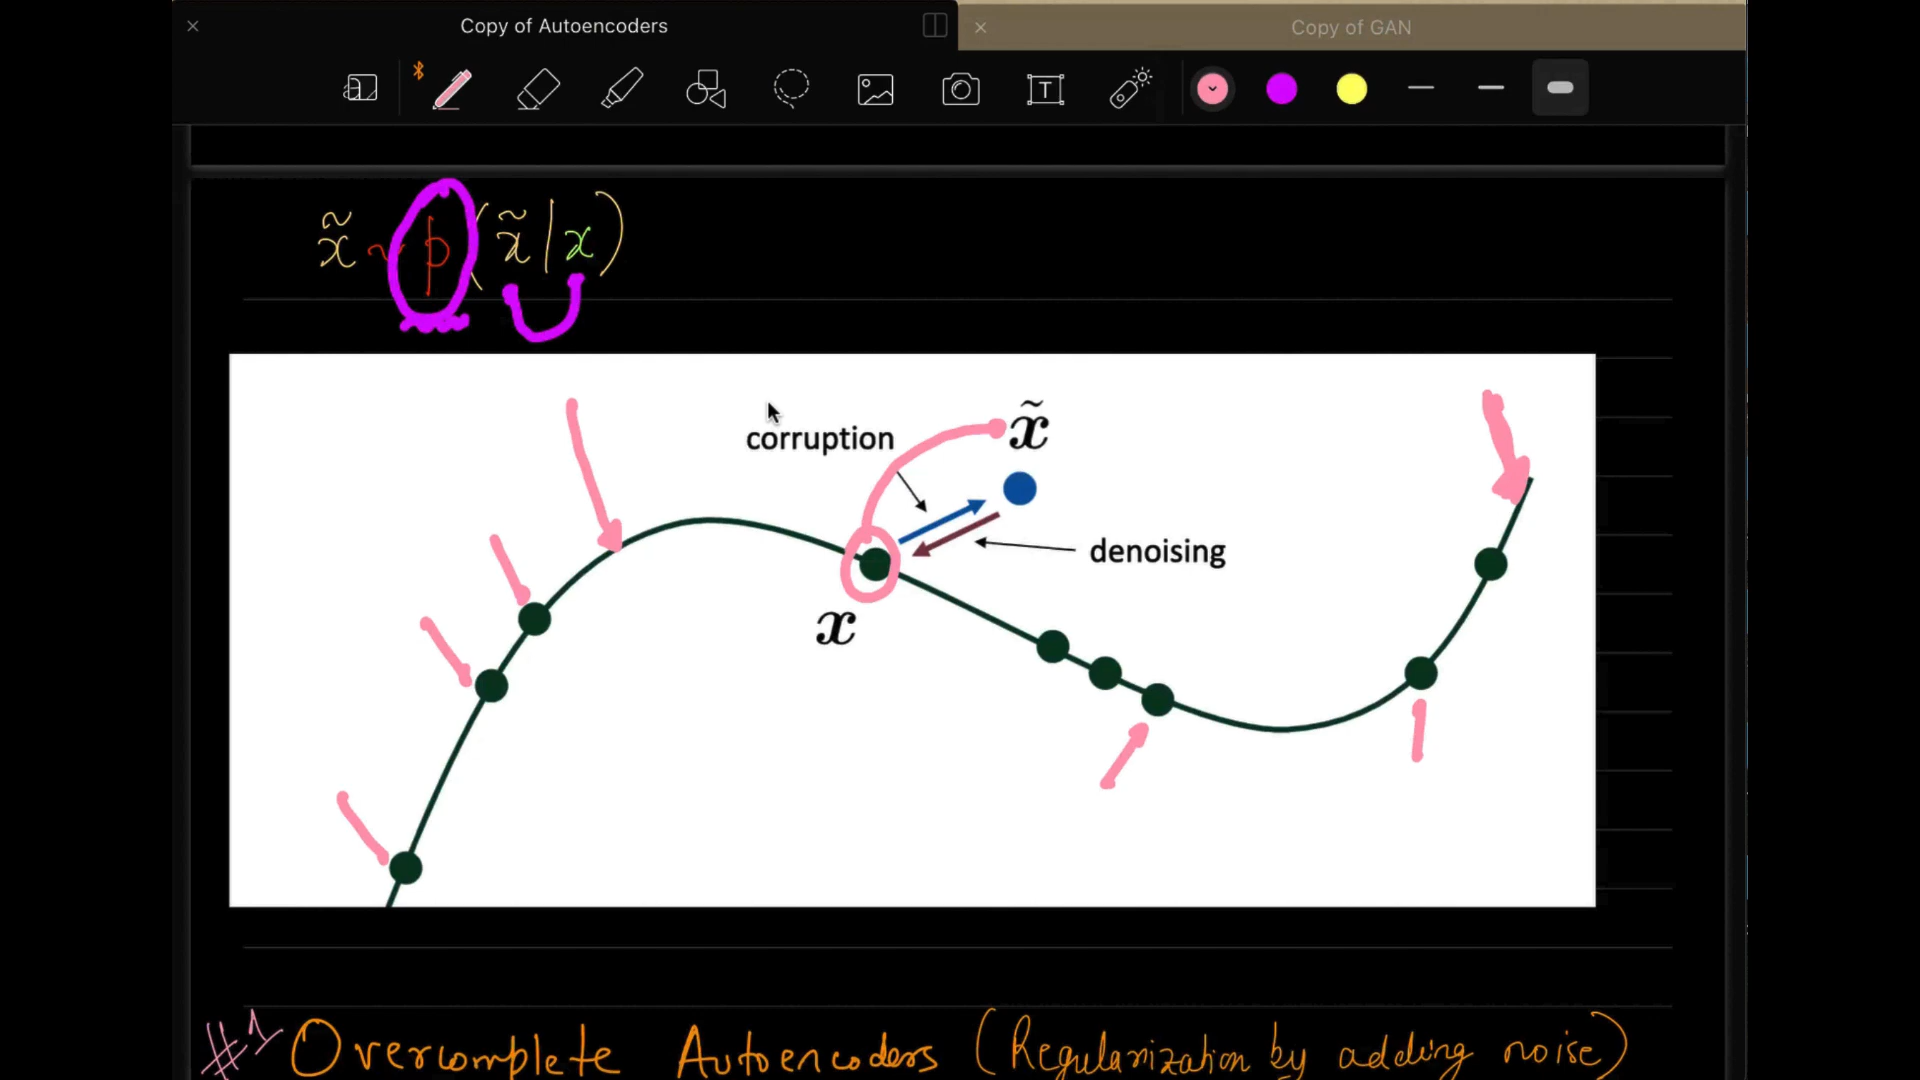 Copy of Autoencoders
Copy of GAN
T
x̃ ~ p(x̃|x)
x̃
corruption
denoising
x
#1 Overcomplete Autoencoders (Regularization by adding noise)